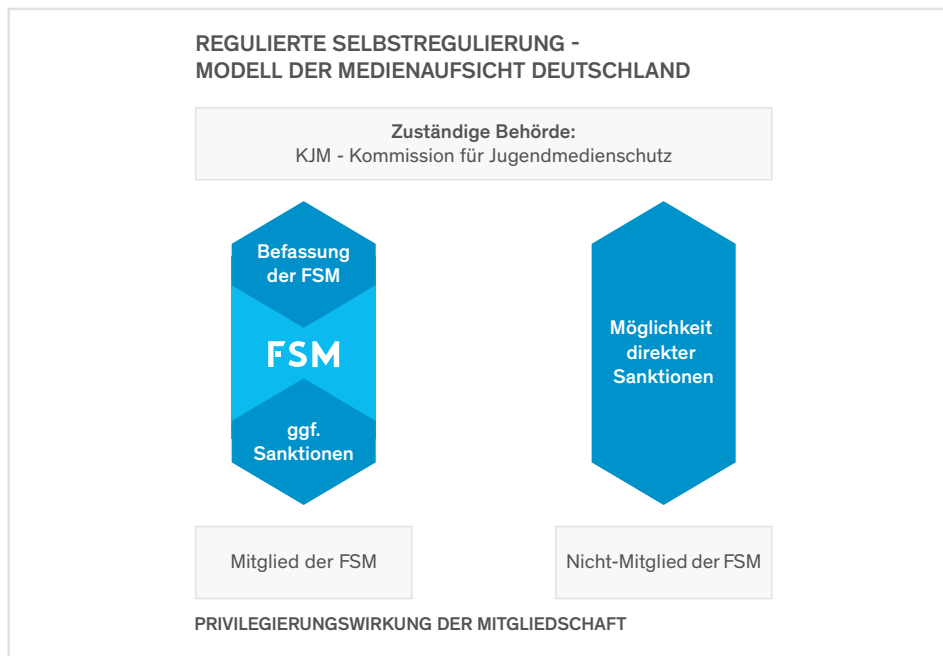 REGULIERTE SELBSTREGULIERUNG -
MODELL DER MEDIENAUFSICHT DEUTSCHLAND
Zuständige Behörde:
KJM - Kommission für Jugendmedienschutz
Befassung
der FSM
FSM
ggf.
Sanktionen
Möglichkeit
direkter
Sanktionen
Mitglied der FSM
Nicht-Mitglied der FSM
PRIVILEGIERUNGSWIRKUNG DER MITGLIEDSCHAFT